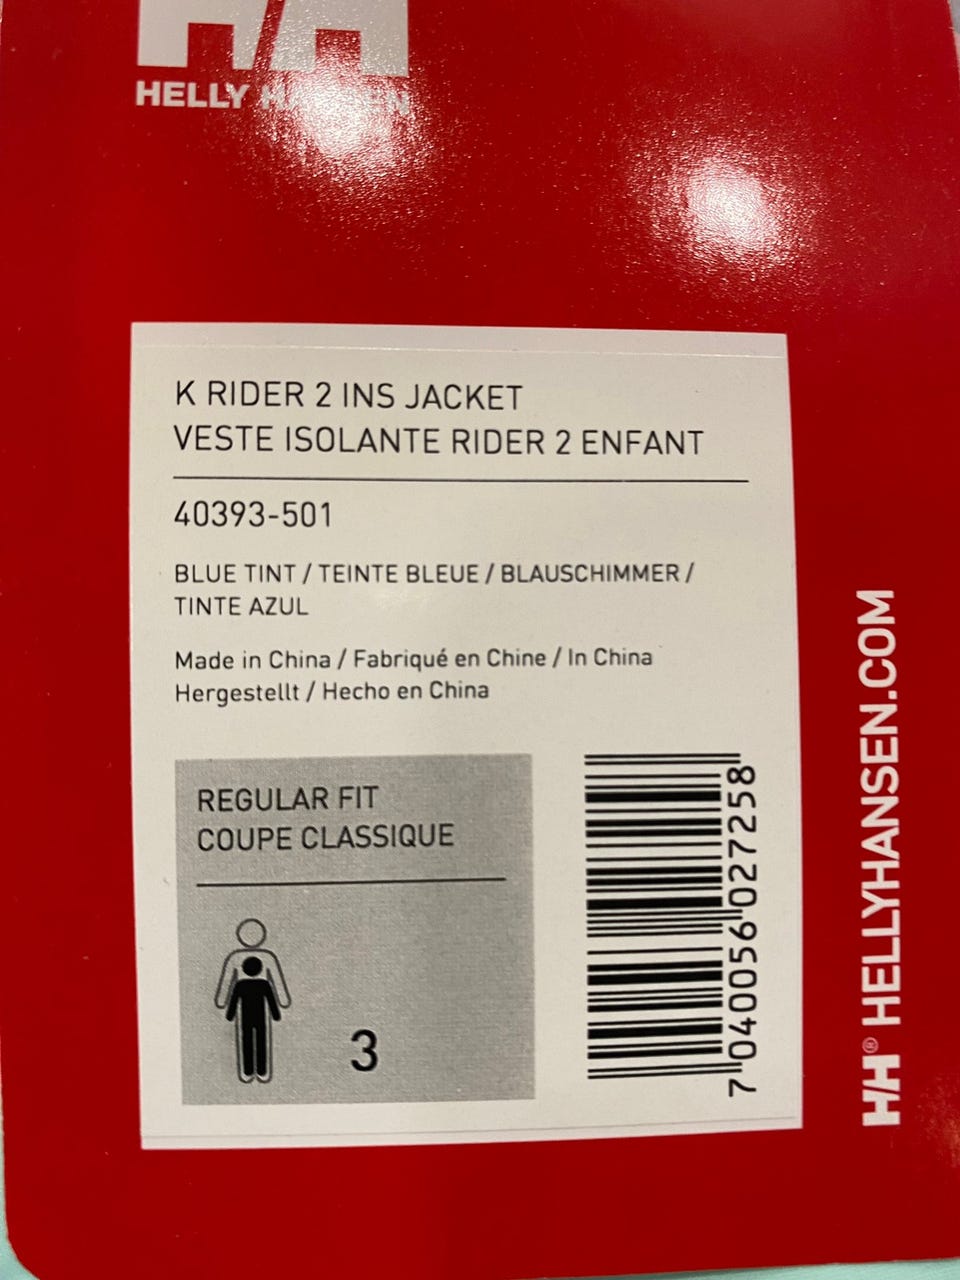 HELLY HANSEN
K RIDER 2 INS JACKET
VESTE ISOLANTE RIDER 2 ENFANT
40393-501
BLUE TINT / TEINTE BLEUE / BLAUSCHIMMER /
TINTE AZUL
Made in China / Fabriqué en Chine / In China
Hergestellt / Hecho en China
REGULAR FIT
COUPE CLASSIQUE
3
7 040056 027258
HH® HELLYHANSEN.COM